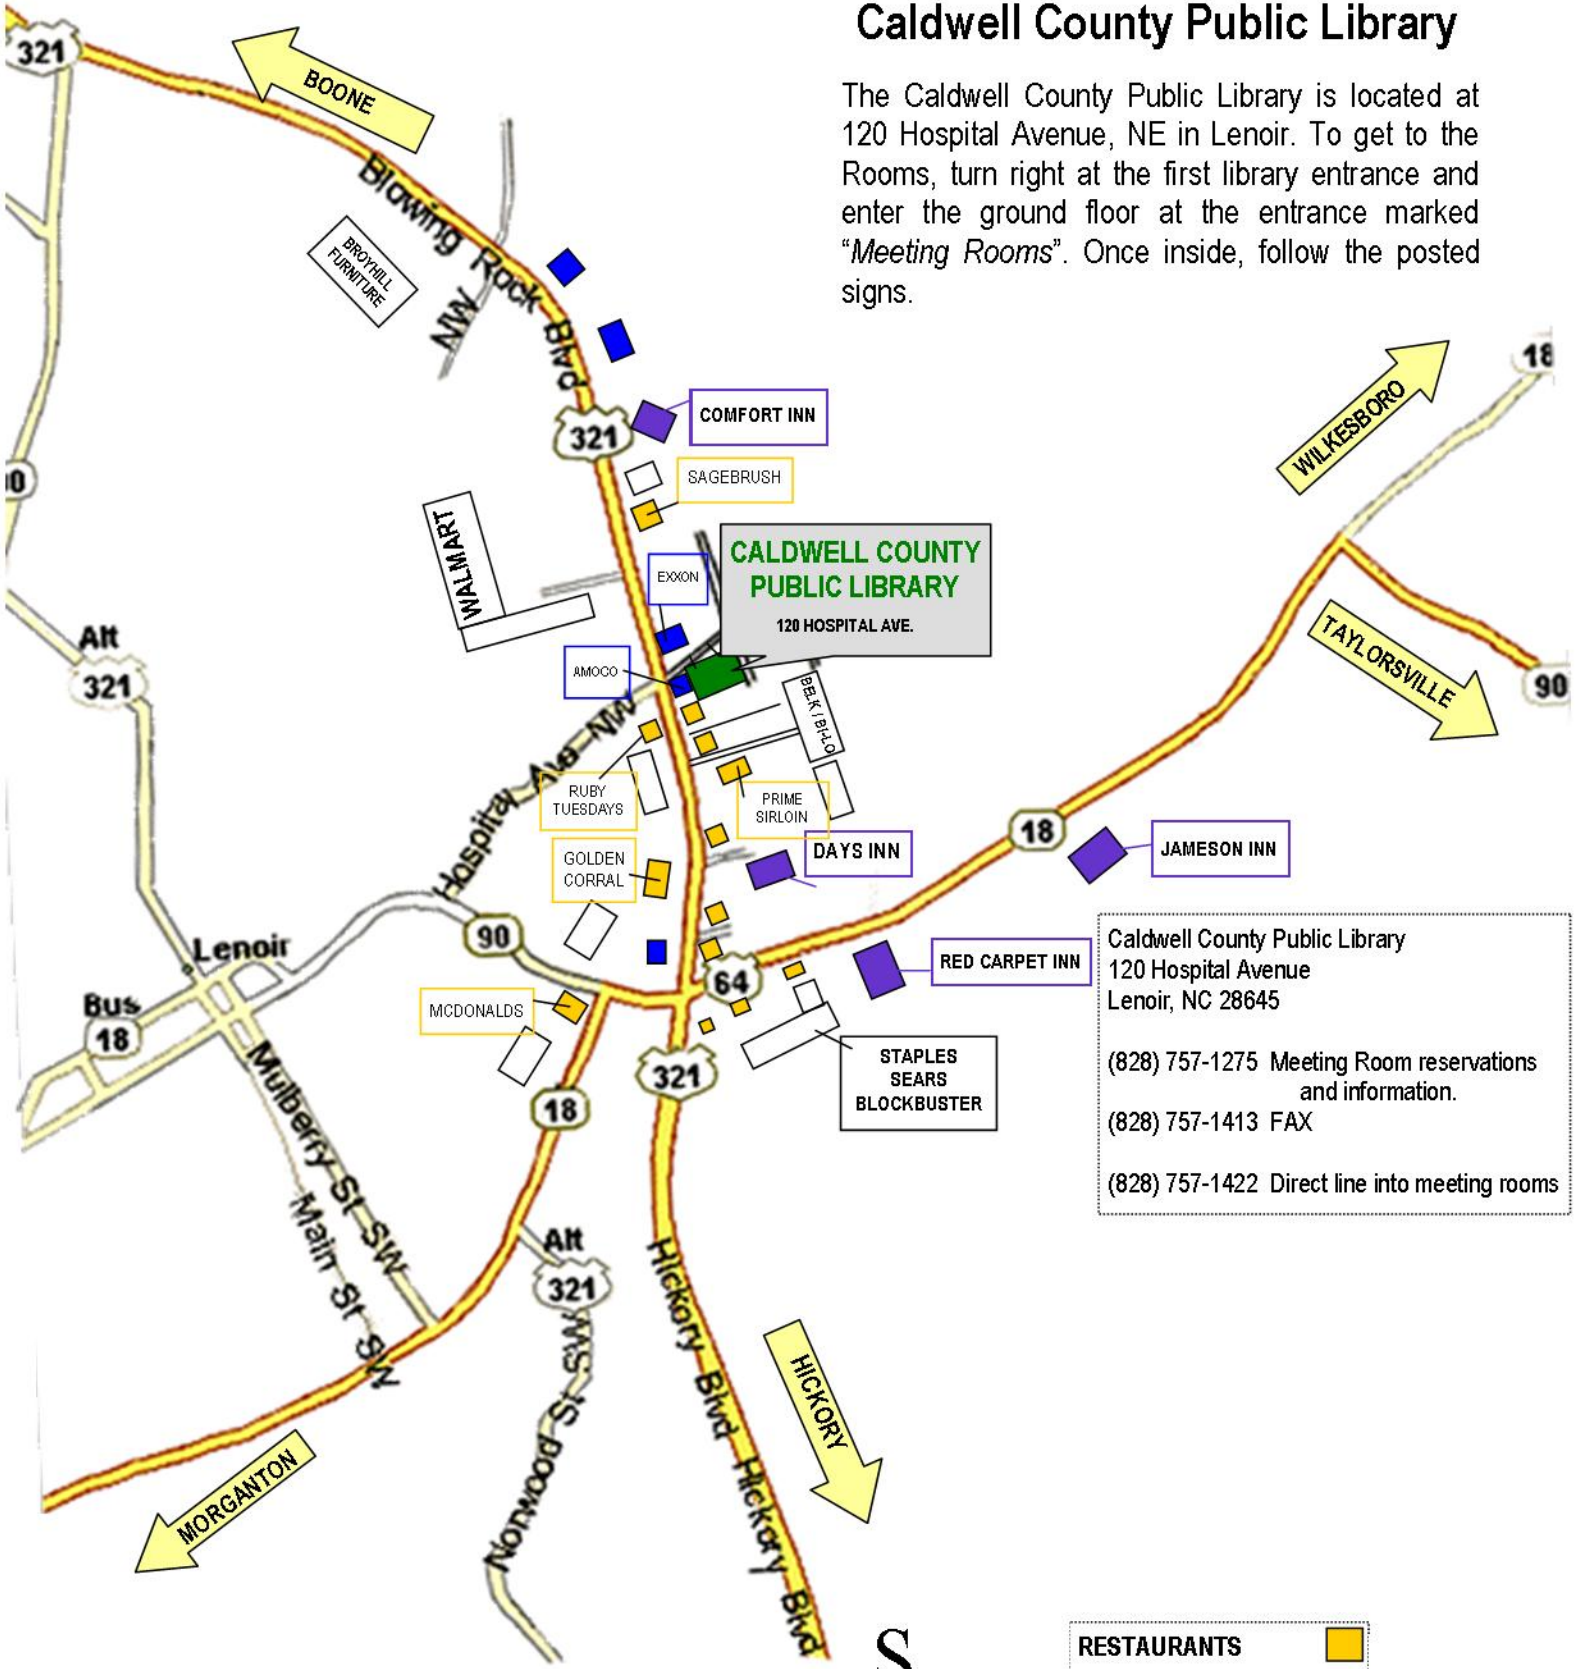 Caldwell County Public Library
The Caldwell County Public Library is located at
120 Hospital Avenue, NE in Lenoir. To get to the
Rooms, turn right at the first library entrance and
enter the ground floor at the entrance marked
“Meeting Rooms”. Once inside, follow the posted
signs.
321
BOONE
Blowing Rock Blvd
NW
BROYHILL
FURNITURE
321
COMFORT INN
SAGEBRUSH
WALMART
EXXON
CALDWELL COUNTY
PUBLIC LIBRARY
120 HOSPITAL AVE.
AMOCO
BELK / BI-LO
WILKESBORO
18
TAYLORSVILLE
90
Alt
321
Hospital Ave NW
RUBY
TUESDAYS
PRIME
SIRLOIN
GOLDEN
CORRAL
DAYS INN
18
JAMESON INN
90
64
RED CARPET INN
Lenoir
Bus
18
MCDONALDS
18
321
STAPLES
SEARS
BLOCKBUSTER
Caldwell County Public Library
120 Hospital Avenue
Lenoir, NC 28645
(828) 757-1275 Meeting Room reservations
and information.
(828) 757-1413 FAX
(828) 757-1422 Direct line into meeting rooms
Mulberry St SW
Main St SW
Alt
321
Norwood St SW
Hickory Blvd
Hickory Blvd
HICKORY
MORGANTON
S
RESTAURANTS